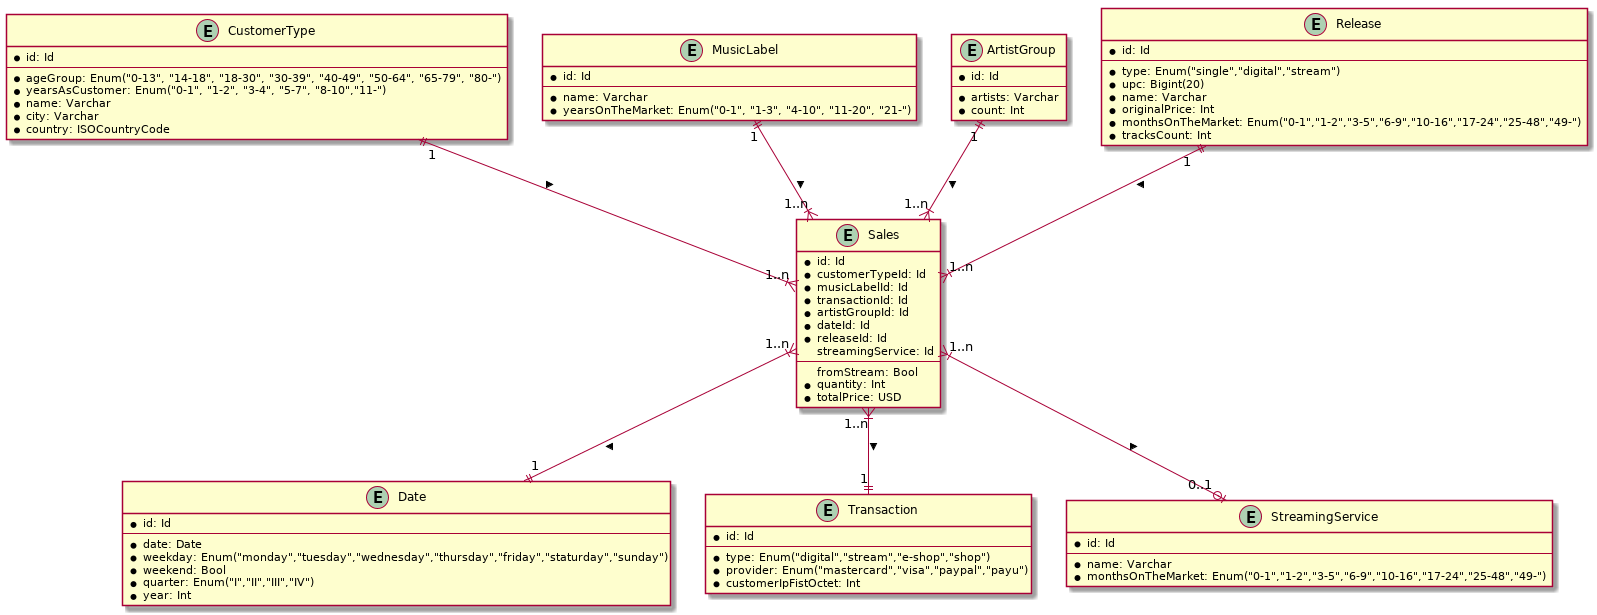 E CustomerType
id: Id
ageGroup: Enum("0-13", "14-18", "18-30", "30-39", "40-49", "50-64", "65-79", "80-")
yearsAsCustomer: Enum("0-1", "1-2", "3-4", "5-7", "8-10","11-")
name: Varchar
city: Varchar
country: ISOCountryCode
E MusicLabel
id: Id
name: Varchar
yearsOnTheMarket: Enum("0-1", "1-3", "4-10", "11-20", "21-")
E ArtistGroup
id: Id
artists: Varchar
count: Int
E Release
id: Id
type: Enum("single","digital","stream")
upc: Bigint(20)
name: Varchar
originalPrice: Int
monthsOnTheMarket: Enum("0-1","1-2","3-5","6-9","10-16","17-24","25-48","49-")
tracksCount: Int
1
1
1
1
1..n
1..n
1..n
1..n
E Sales
id: Id
customerTypeId: Id
musicLabelId: Id
transactionId: Id
artistGroupId: Id
dateId: Id
releaseId: Id
streamingService: Id
fromStream: Bool
quantity: Int
totalPrice: USD
1..n
1..n
1..n
1
1
0..1
E Date
id: Id
date: Date
weekday: Enum("monday","tuesday","wednesday","thursday","friday","staturday","sunday")
weekend: Bool
quarter: Enum("I","II","III","IV")
year: Int
E Transaction
id: Id
type: Enum("digital","stream","e-shop","shop")
provider: Enum("mastercard","visa","paypal","payu")
customerIpFistOctet: Int
E StreamingService
id: Id
name: Varchar
monthsOnTheMarket: Enum("0-1","1-2","3-5","6-9","10-16","17-24","25-48","49-")